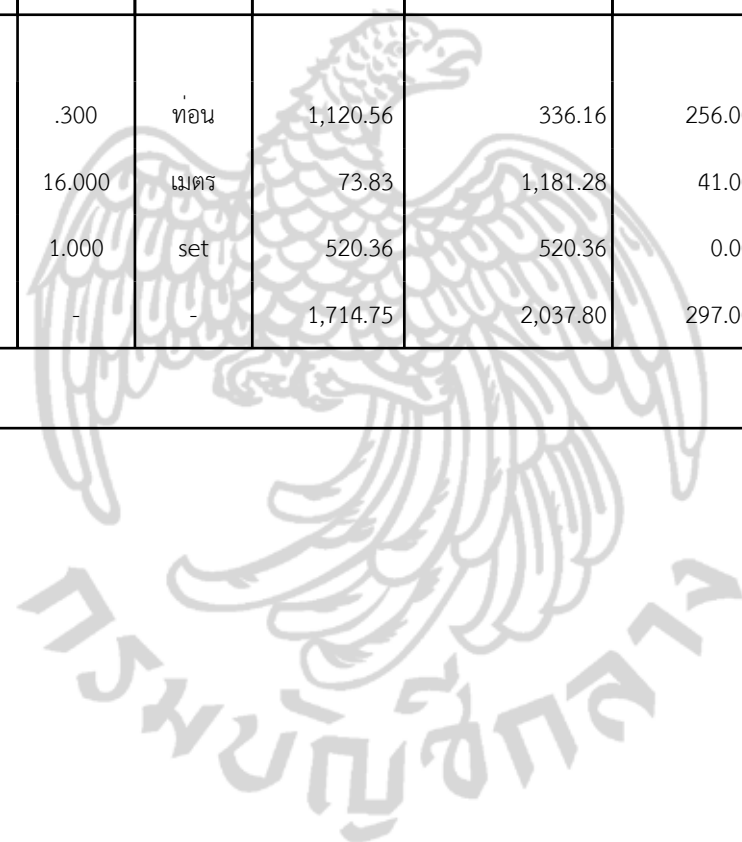 .300 ท่อน 1,120.56 336.16 256.0
16.000 เมตร 73.83 1,181.28 41.0
1.000 set 520.36 520.36 0.0
- - 1,714.75 2,037.80 297.0
กรมบัญชีกลาง